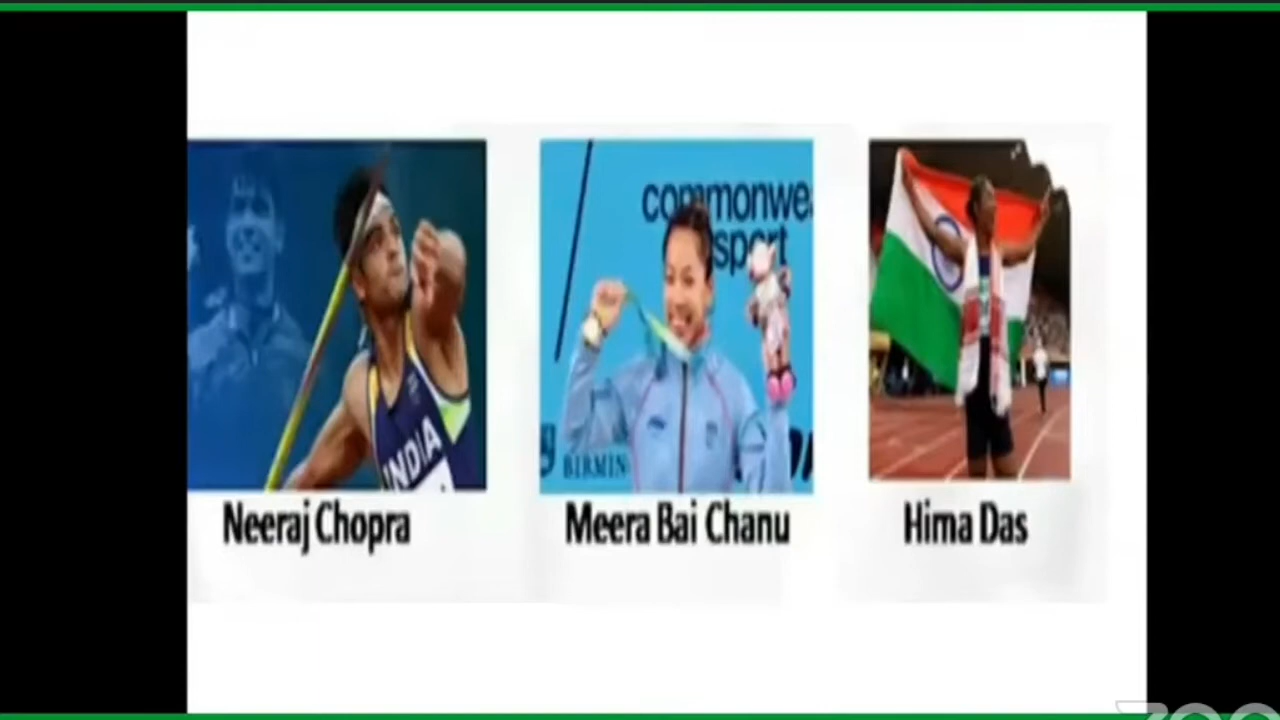 commonwe
sport
INDIA
BIRMIN
Neeraj Chopra
Meera Bai Chanu
Hima Das